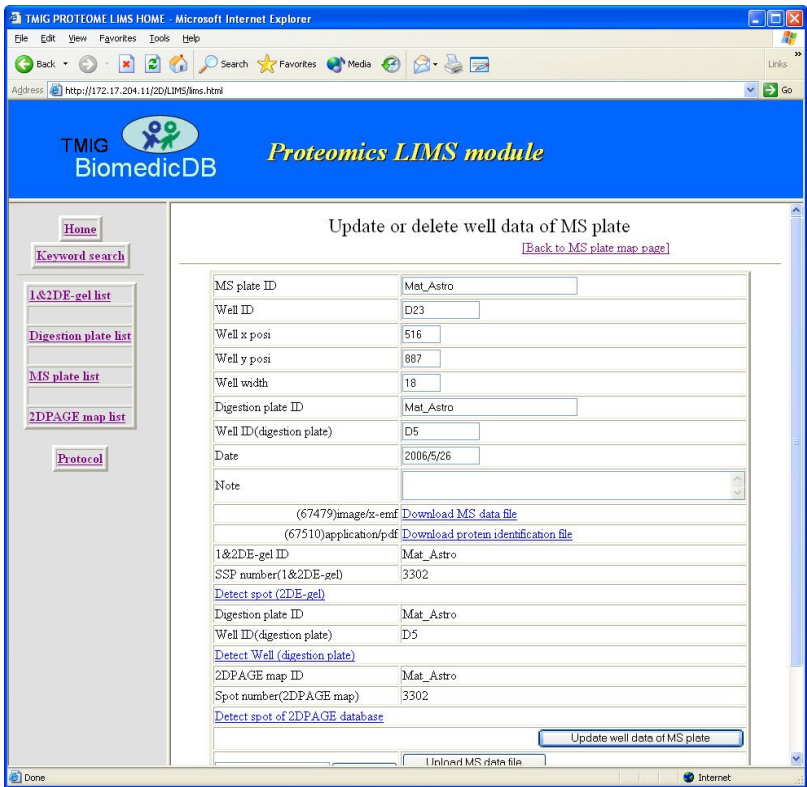 TMIG PROTEOME LIMS HOME - Microsoft Internet Explorer
File Edit View Favorites Tools Help
Back Search Favorites Media Links »
Address http://172.17.204.11/2D/LIMS/lims.html Go
TMIG
BiomedicDB
Proteomics LIMS module
Home
Keyword search
1&2DE-gel list
Digestion plate list
MS plate list
2DPAGE map list
Protocol
Update or delete well data of MS plate
[Back to MS plate map page]
MS plate ID Mat_Astro
Well ID D23
Well x posi 516
Well y posi 887
Well width 18
Digestion plate ID Mat_Astro
Well ID(digestion plate) D5
Date 2006/5/26
Note
(67479)image/x-emf Download MS data file
(67510)application/pdf Download protein identification file
1&2DE-gel ID Mat_Astro
SSP number(1&2DE-gel) 3302
Detect spot (2DE-gel)
Digestion plate ID Mat_Astro
Well ID(digestion plate) D5
Detect Well (digestion plate)
2DPAGE map ID Mat_Astro
Spot number(2DPAGE map) 3302
Detect spot of 2DPAGE database
Update well data of MS plate
Upload MS data file
Done Internet